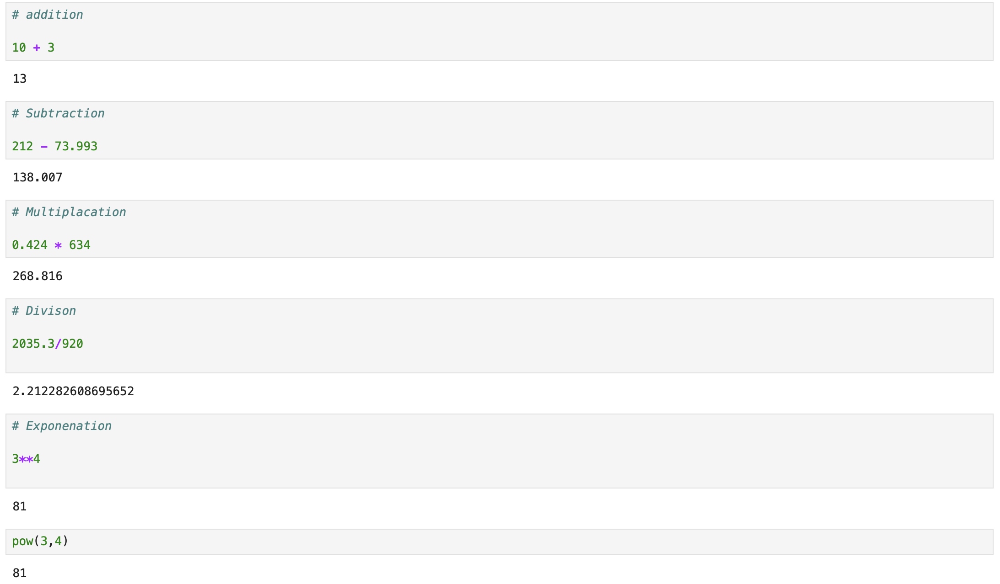 # addition
10 + 3
13
# Subtraction
212 - 73.993
138.007
# Multiplacation
0.424 * 634
268.816
# Divison
2035.3/920
2.212282608695652
# Exponenation
3**4
81
pow(3,4)
81